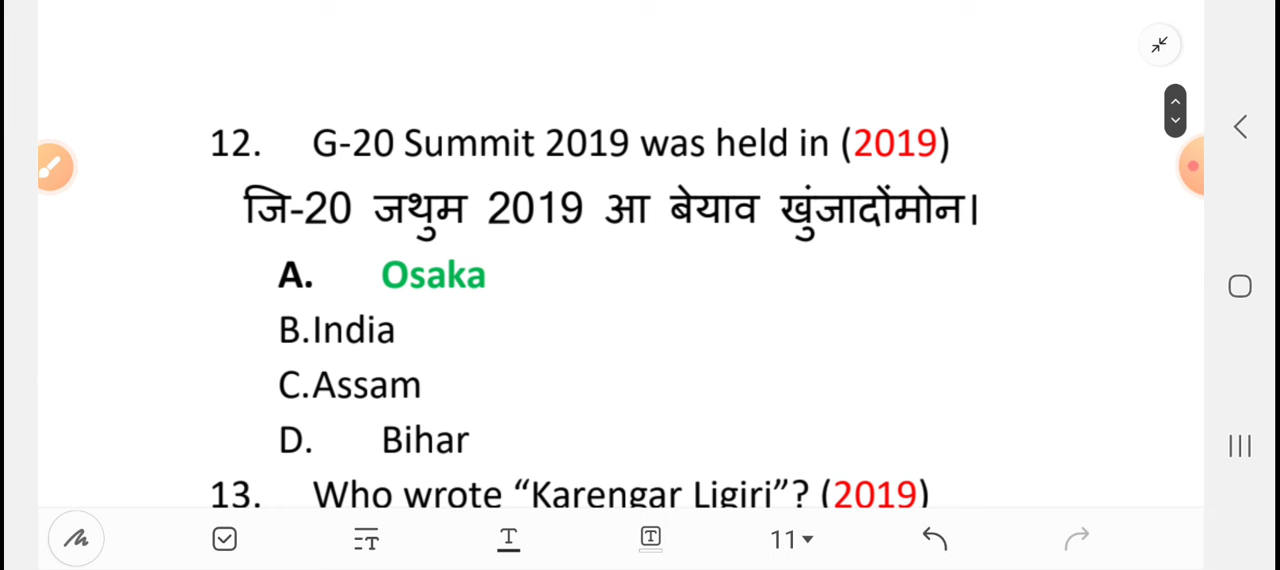 12. G-20 Summit 2019 was held in (2019)
जि-20 जथुम 2019 आ बेयाव खुंजादोंमोन।
A. Osaka
B.India
C.Assam
D. Bihar
13. Who wrote “Karengar Ligiri”? (2019)
T T T 11